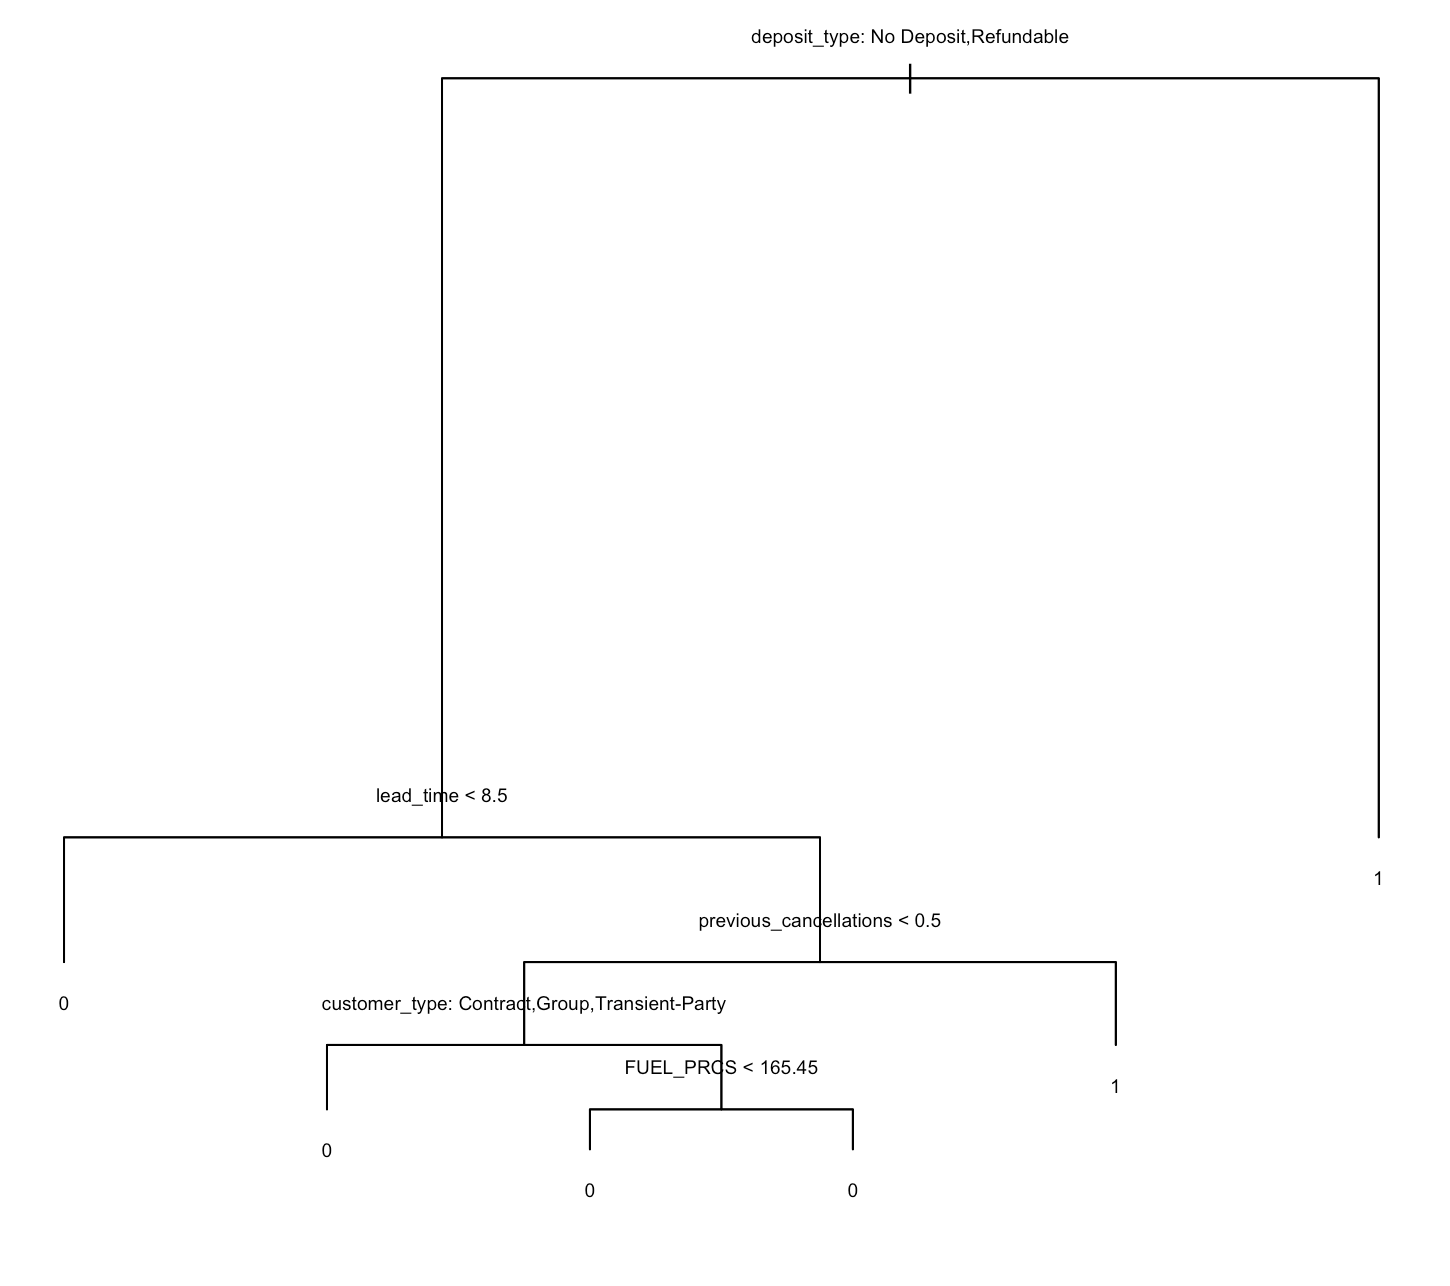 deposit_type: No Deposit,Refundable
lead_time < 8.5
1
previous_cancellations < 0.5
0
customer_type: Contract,Group,Transient-Party
FUEL_PRCS < 165.45
1
0
0
0